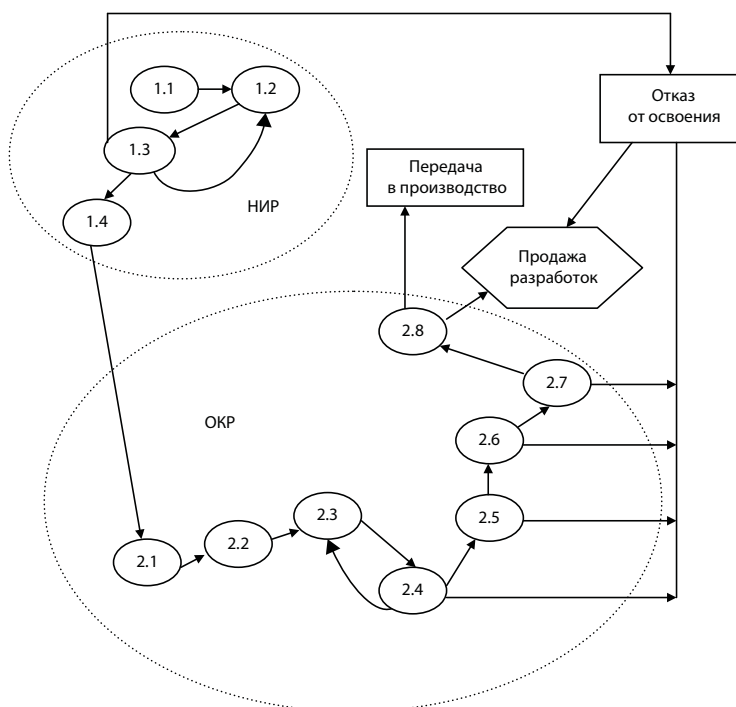 1.1
1.2
Отказ
от освоения
1.3
Передача
в производство
НИР
1.4
Продажа
разработок
2.8
2.7
ОКР
2.6
2.3
2.5
2.2
2.1
2.4